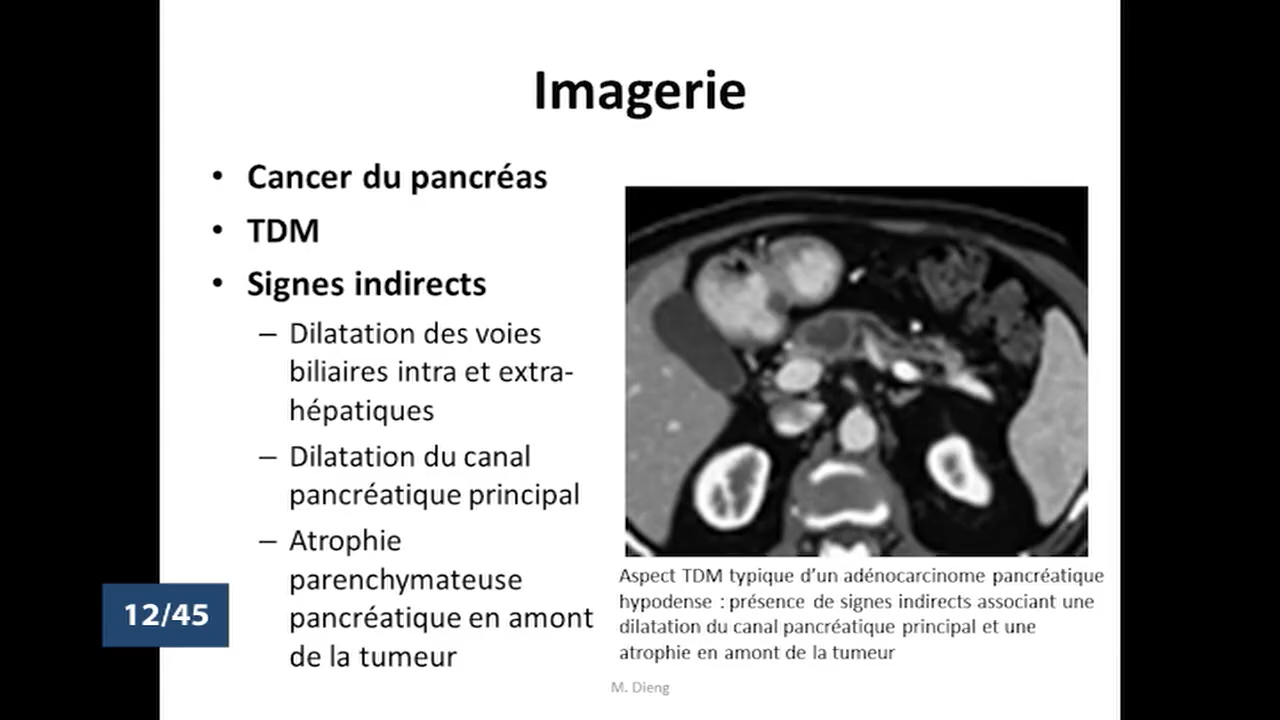 Imagerie
• Cancer du pancréas
• TDM
• Signes indirects
– Dilatation des voies
biliaires intra et extra-
hépatiques
– Dilatation du canal
pancréatique principal
– Atrophie
parenchymateuse
pancréatique en amont
de la tumeur
Aspect TDM typique d’un adénocarcinome pancréatique
hypodense : présence de signes indirects associant une
dilatation du canal pancréatique principal et une
atrophie en amont de la tumeur
12/45
M. Dieng